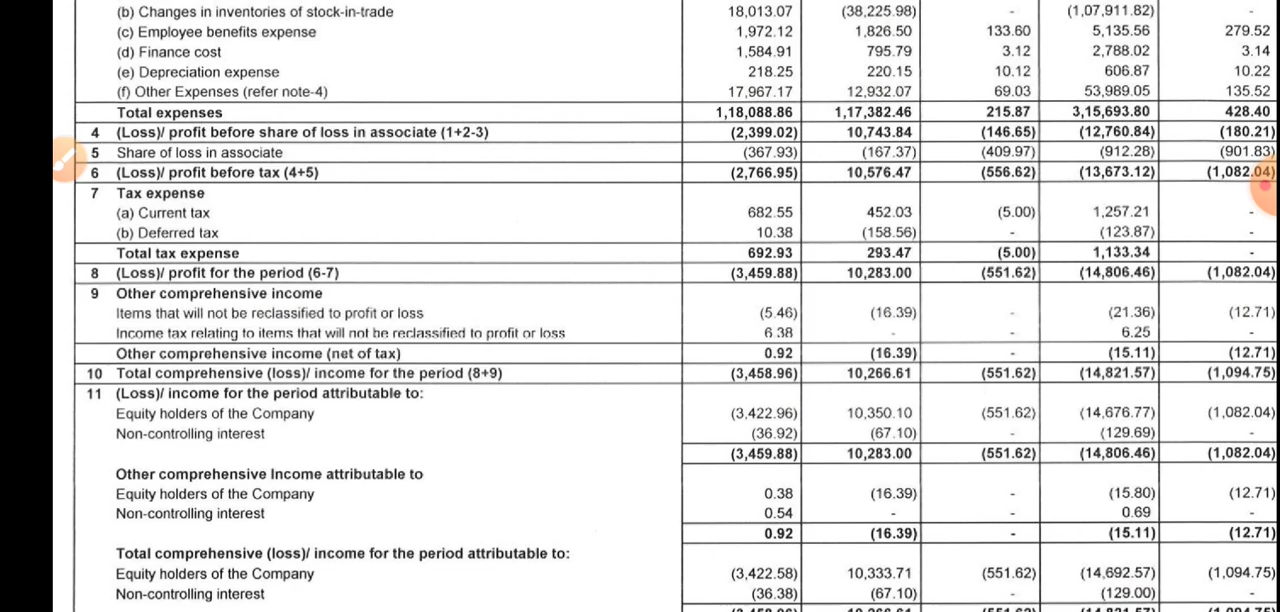 (b) Changes in inventories of stock-in-trade 18,013.07 (38,225.98) - (1,07,911.82) -
(c) Employee benefits expense 1,972.12 1,826.50 133.60 5,135.56 279.52
(d) Finance cost 1,584.91 795.79 3.12 2,788.02 3.14
(e) Depreciation expense 218.25 220.15 10.12 606.87 10.22
(f) Other Expenses (refer note-4) 17,967.17 12,932.07 69.03 53,989.05 135.52
Total expenses 1,18,088.86 1,17,382.46 215.87 3,15,693.80 428.40
4 (Loss)/ profit before share of loss in associate (1+2-3) (2,399.02) 10,743.84 (146.65) (12,760.84) (180.21)
5 Share of loss in associate (367.93) (167.37) (409.97) (912.28) (901.83)
6 (Loss)/ profit before tax (4+5) (2,766.95) 10,576.47 (556.62) (13,673.12) (1,082.04)
7 Tax expense
(a) Current tax 682.55 452.03 (5.00) 1,257.21 -
(b) Deferred tax 10.38 (158.56) - (123.87) -
Total tax expense 692.93 293.47 (5.00) 1,133.34 -
8 (Loss)/ profit for the period (6-7) (3,459.88) 10,283.00 (551.62) (14,806.46) (1,082.04)
9 Other comprehensive income
Items that will not be reclassified to profit or loss (5.46) (16.39) - (21.36) (12.71)
Income tax relating to items that will not be reclassified to profit or loss 6.38 - - 6.25 -
Other comprehensive income (net of tax) 0.92 (16.39) - (15.11) (12.71)
10 Total comprehensive (loss)/ income for the period (8+9) (3,458.96) 10,266.61 (551.62) (14,821.57) (1,094.75)
11 (Loss)/ income for the period attributable to:
Equity holders of the Company (3,422.96) 10,350.10 (551.62) (14,676.77) (1,082.04)
Non-controlling interest (36.92) (67.10) - (129.69) -
(3,459.88) 10,283.00 (551.62) (14,806.46) (1,082.04)
Other comprehensive Income attributable to
Equity holders of the Company 0.38 (16.39) - (15.80) (12.71)
Non-controlling interest 0.54 - - 0.69 -
0.92 (16.39) - (15.11) (12.71)
Total comprehensive (loss)/ income for the period attributable to:
Equity holders of the Company (3,422.58) 10,333.71 (551.62) (14,692.57) (1,094.75)
Non-controlling interest (36.38) (67.10) - (129.00) -